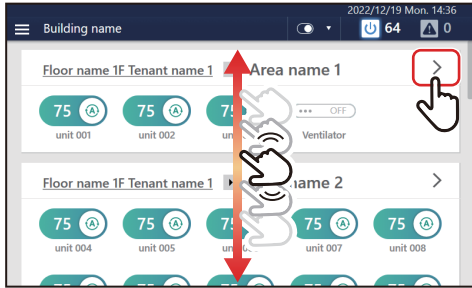 2022/12/19 Mon. 14:36
Building name 64 0
Floor name 1F Tenant name 1 Area name 1
75 75 75 OFF
unit 001 unit 002 Ventilator
Floor name 1F Tenant name 1 name 2
75 75 75 75
unit 004 unit 005 unit 007 unit 008